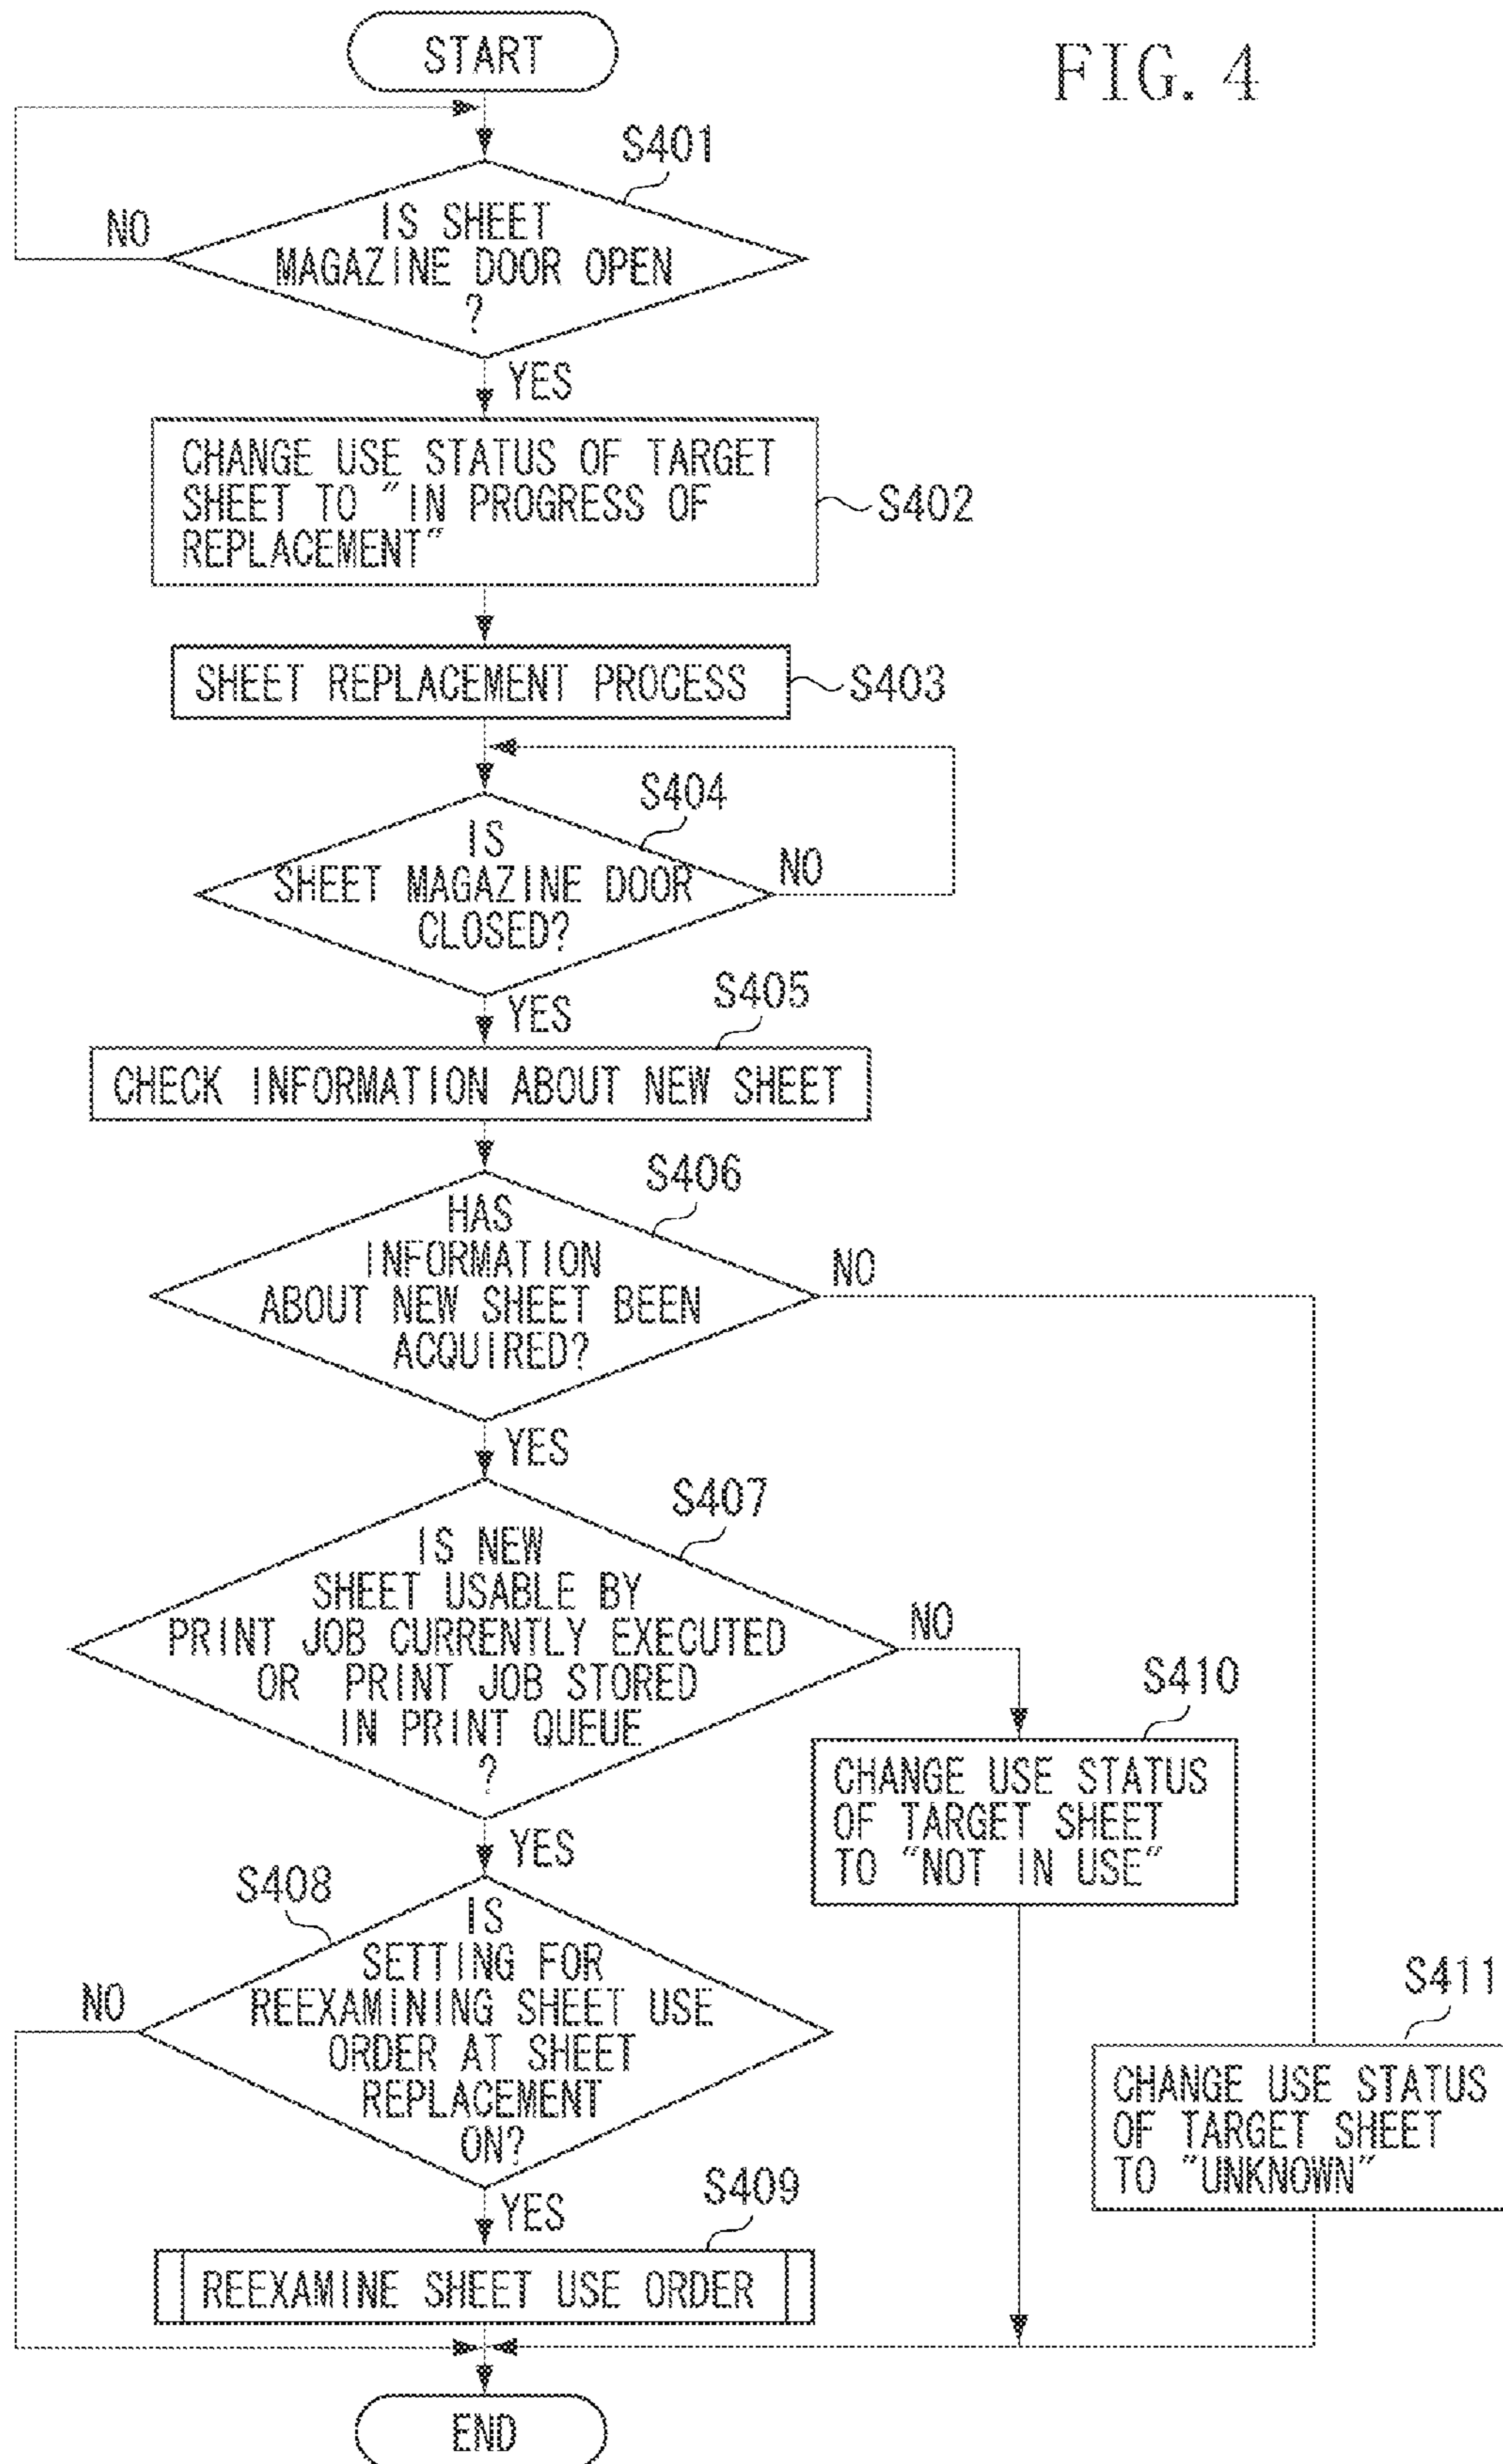 START
FIG. 4
S401
NO
IS SHEET
MAGAZINE DOOR OPEN
?
YES
CHANGE USE STATUS OF TARGET
SHEET TO "IN PROGRESS OF
REPLACEMENT"
S402
SHEET REPLACEMENT PROCESS
S403
S404
IS
SHEET MAGAZINE DOOR
CLOSED?
NO
YES
S405
CHECK INFORMATION ABOUT NEW SHEET
S406
HAS
INFORMATION
ABOUT NEW SHEET BEEN
ACQUIRED?
NO
YES
S407
IS NEW
SHEET USABLE BY
PRINT JOB CURRENTLY EXECUTED
OR PRINT JOB STORED
IN PRINT QUEUE
?
NO
S410
CHANGE USE STATUS
OF TARGET SHEET
TO "NOT IN USE"
YES
S408
IS
SETTING FOR
REEXAMINING SHEET USE
ORDER AT SHEET
REPLACEMENT
ON?
NO
S411
CHANGE USE STATUS
OF TARGET SHEET
TO "UNKNOWN"
YES
S409
REEXAMINE SHEET USE ORDER
END